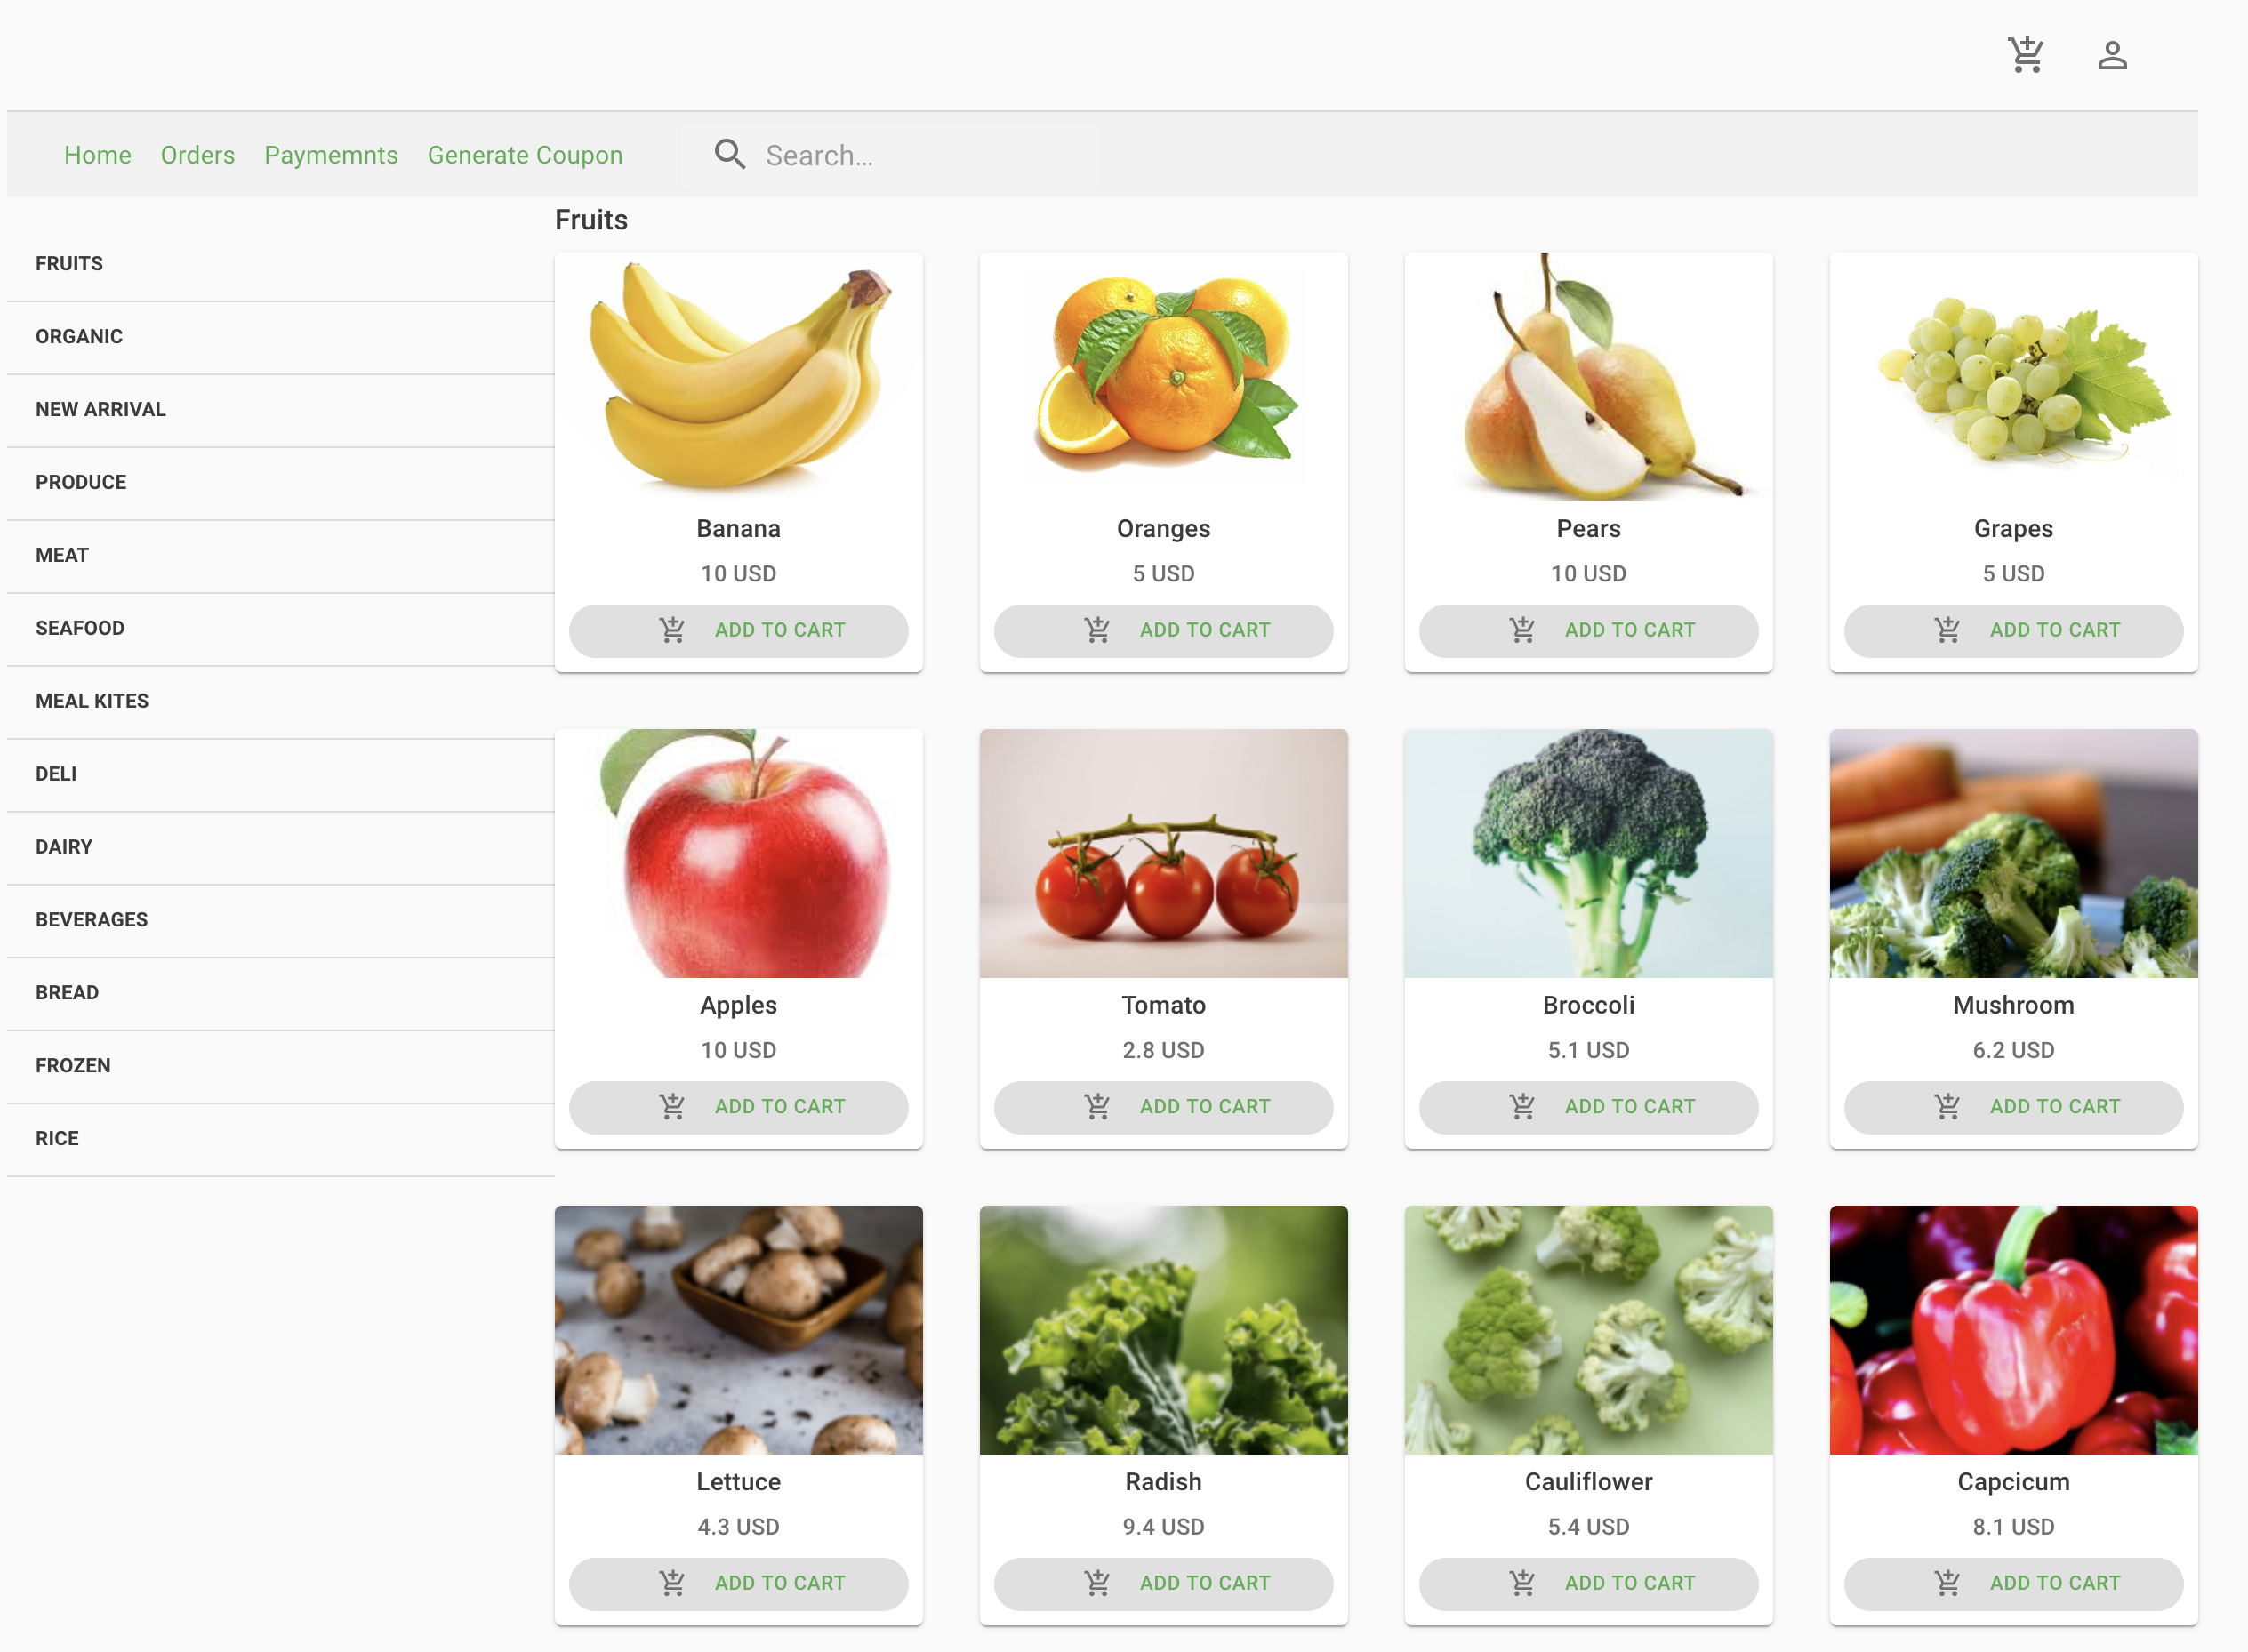 Home Orders Paymemnts Generate Coupon Search...
FRUITS
ORGANIC
NEW ARRIVAL
PRODUCE
MEAT
SEAFOOD
MEAL KITES
DELI
DAIRY
BEVERAGES
BREAD
FROZEN
RICE
Fruits
Banana Oranges Pears Grapes
10 USD 5 USD 10 USD 5 USD
ADD TO CART ADD TO CART ADD TO CART ADD TO CART
Apples Tomato Broccoli Mushroom
10 USD 2.8 USD 5.1 USD 6.2 USD
ADD TO CART ADD TO CART ADD TO CART ADD TO CART
Lettuce Radish Cauliflower Capcicum
4.3 USD 9.4 USD 5.4 USD 8.1 USD
ADD TO CART ADD TO CART ADD TO CART ADD TO CART